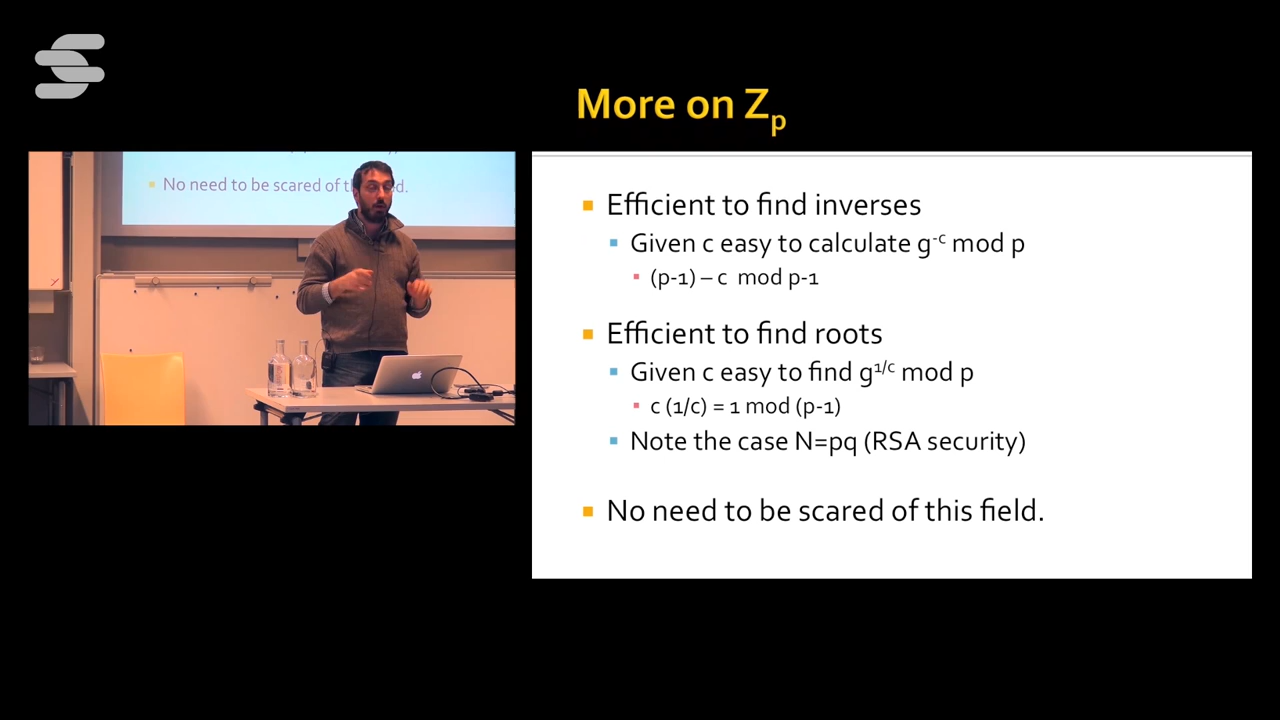 More on Zp
No need to be scared of th
d.
Efficient to find inverses
Given c easy to calculate g^-c mod p
(p-1) – c mod p-1
Efficient to find roots
Given c easy to find g^1/c mod p
c (1/c) = 1 mod (p-1)
Note the case N=pq (RSA security)
No need to be scared of this field.